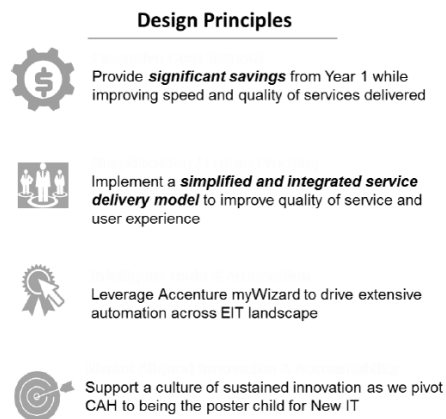 Design Principles
Provide significant savings from Year 1 while
improving speed and quality of services delivered
Implement a simplified and integrated service
delivery model to improve quality of service and
user experience
Leverage Accenture myWizard to drive extensive
automation across EIT landscape
Support a culture of sustained innovation as we pivot
CAH to being the poster child for New IT